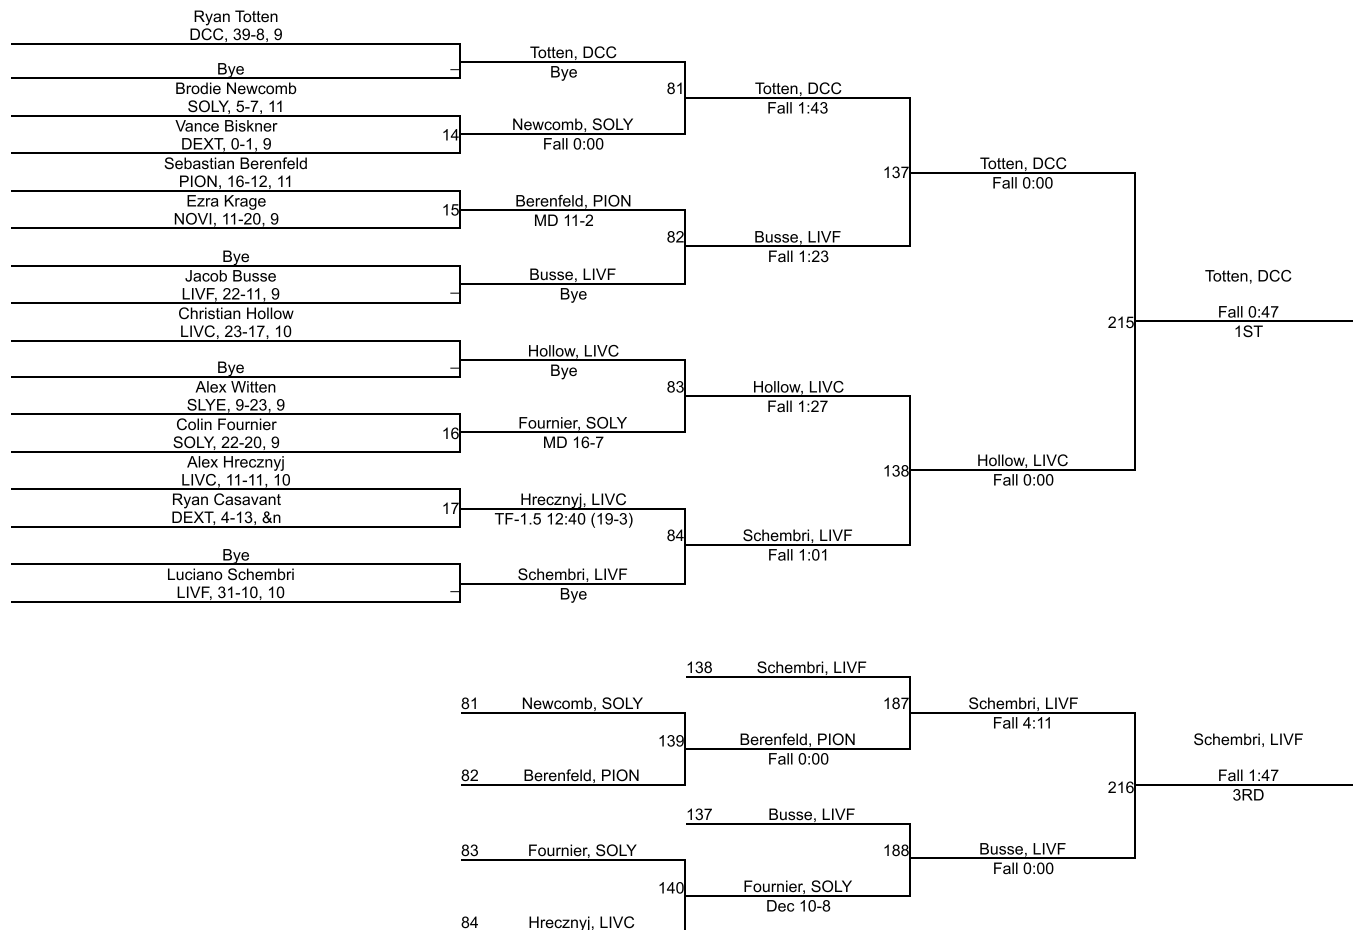 Ryan Totten
DCC, 39-8, 9
Bye
Brodie Newcomb
SOLY, 5-7, 11
Vance Biskner
DEXT, 0-1, 9
Sebastian Berenfeld
PION, 16-12, 11
Ezra Krage
NOVI, 11-20, 9
Bye
Jacob Busse
LIVF, 22-11, 9
Christian Hollow
LIVC, 23-17, 10
Bye
Alex Witten
SLYE, 9-23, 9
Colin Fournier
SOLY, 22-20, 9
Alex Hrecznyj
LIVC, 11-11, 10
Ryan Casavant
DEXT, 4-13, &n
Bye
Luciano Schembri
LIVF, 31-10, 10
–
14
15
–
–
16
17
–
Totten, DCC
Bye
Newcomb, SOLY
Fall 0:00
Berenfeld, PION
MD 11-2
Busse, LIVF
Bye
Hollow, LIVC
Bye
Fournier, SOLY
MD 16-7
Hrecznyj, LIVC
TF-1.5 12:40 (19-3)
Schembri, LIVF
Bye
81
82
83
84
Totten, DCC
Fall 1:43
Busse, LIVF
Fall 1:23
Hollow, LIVC
Fall 1:27
Schembri, LIVF
Fall 1:01
137
138
Totten, DCC
Fall 0:00
Hollow, LIVC
Fall 0:00
215
Totten, DCC
Fall 0:47
1ST
81 Newcomb, SOLY
82 Berenfeld, PION
83 Fournier, SOLY
84 Hrecznyj, LIVC
139
140
138 Schembri, LIVF
Berenfeld, PION
Fall 0:00
137 Busse, LIVF
Fournier, SOLY
Dec 10-8
187
188
Schembri, LIVF
Fall 4:11
Busse, LIVF
Fall 0:00
216
Schembri, LIVF
Fall 1:47
3RD